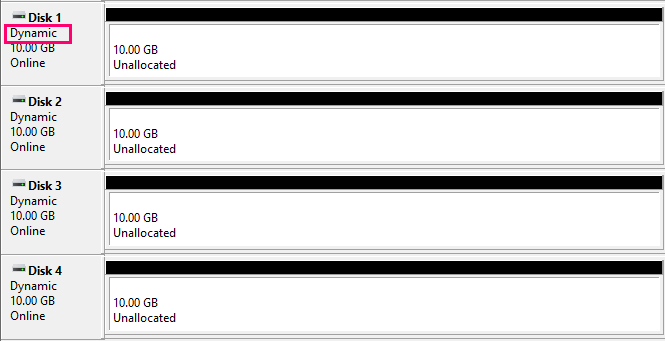 Disk 1
Dynamic
10.00 GB
Online
10.00 GB
Unallocated
Disk 2
Dynamic
10.00 GB
Online
10.00 GB
Unallocated
Disk 3
Dynamic
10.00 GB
Online
10.00 GB
Unallocated
Disk 4
Dynamic
10.00 GB
Online
10.00 GB
Unallocated